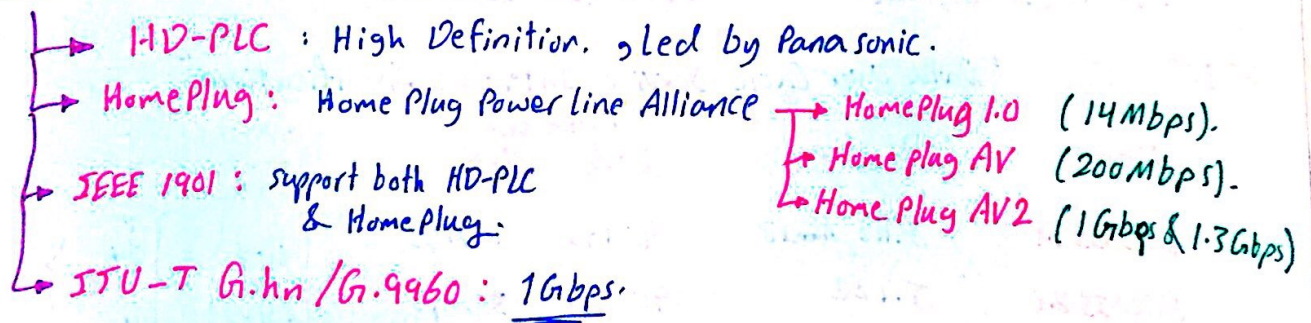 HD-PLC : High Definition. , Led by Panasonic.
HomePlug : Home Plug Power line Alliance
HomePlug 1.0 (14Mbps).
Home Plug AV (200Mbps).
Home Plug AV2 (1Gbps & 1.3Gbps)
IEEE 1901 : support both HD-PLC
& HomePlug.
ITU-T G.hn /G.9960 : 1Gbps.